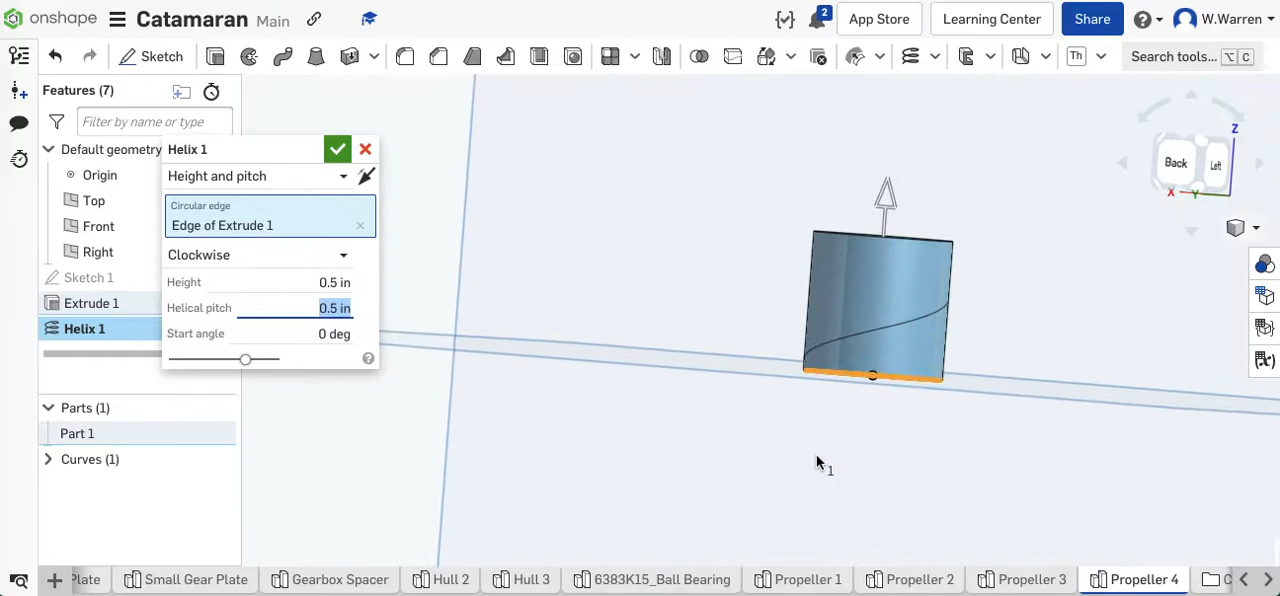 onshape Catamaran Main 2 App Store Learning Center Share W.Warren
Sketch Th Search tools... ⌥ C
Features (7)
Filter by name or type
Default geometry
Origin
Top
Front
Right
Sketch 1
Extrude 1
Helix 1
Parts (1)
Part 1
Curves (1)
Helix 1
Height and pitch
Circular edge
Edge of Extrude 1
Clockwise
Height 0.5 in
Helical pitch 0.5 in
Start angle 0 deg
1
Z
Back Left
X Y
Plate Small Gear Plate Gearbox Spacer Hull 2 Hull 3 6383K15_Ball Bearing Propeller 1 Propeller 2 Propeller 3 Propeller 4 C